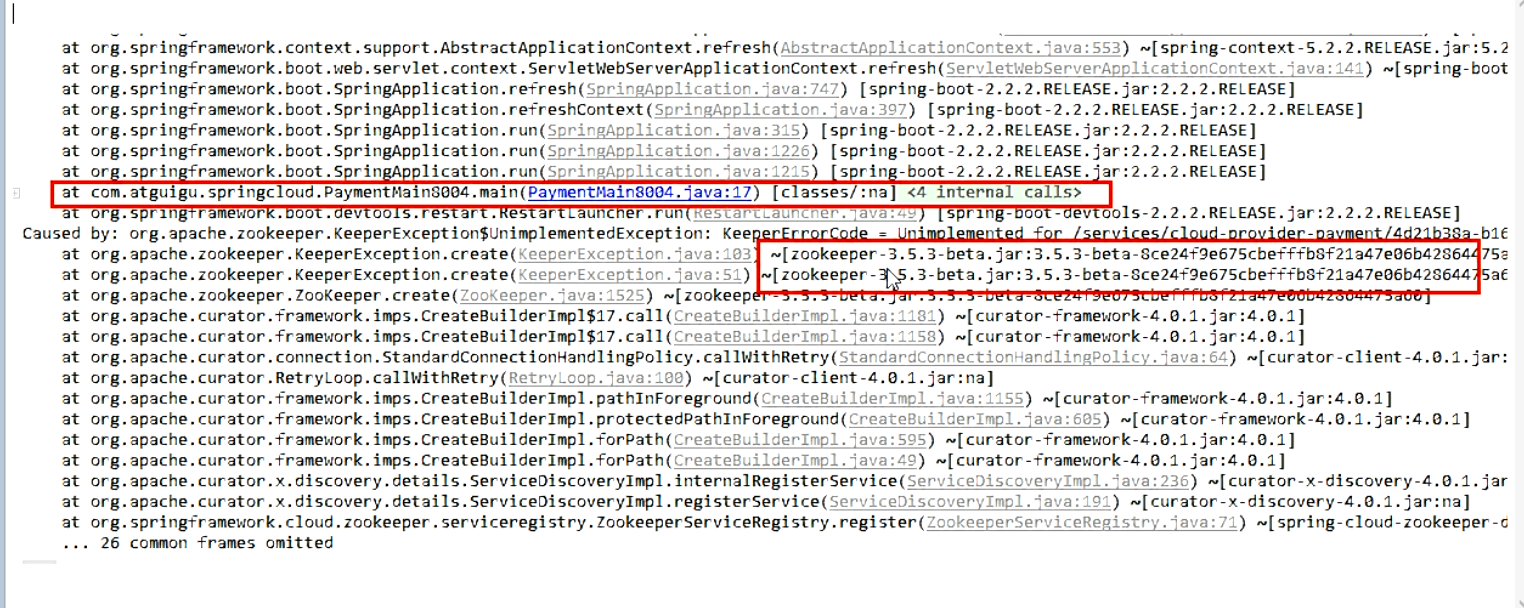 at org.springframework.context.support.AbstractApplicationContext.refresh(AbstractApplicationContext.java:553) ~[spring-context-5.2.2.RELEASE.jar:5.2
at org.springframework.boot.web.servlet.context.ServletWebServerApplicationContext.refresh(ServletWebServerApplicationContext.java:141) ~[spring-boot
at org.springframework.boot.SpringApplication.refresh(SpringApplication.java:747) [spring-boot-2.2.2.RELEASE.jar:2.2.2.RELEASE]
at org.springframework.boot.SpringApplication.refreshContext(SpringApplication.java:397) [spring-boot-2.2.2.RELEASE.jar:2.2.2.RELEASE]
at org.springframework.boot.SpringApplication.run(SpringApplication.java:315) [spring-boot-2.2.2.RELEASE.jar:2.2.2.RELEASE]
at org.springframework.boot.SpringApplication.run(SpringApplication.java:1226) [spring-boot-2.2.2.RELEASE.jar:2.2.2.RELEASE]
at org.springframework.boot.SpringApplication.run(SpringApplication.java:1215) [spring-boot-2.2.2.RELEASE.jar:2.2.2.RELEASE]
at com.atguigu.springcloud.PaymentMain8004.main(PaymentMain8004.java:17) [classes/:na] <4 internal calls>
at org.springframework.boot.devtools.restart.RestartLauncher.run(RestartLauncher.java:49) [spring-boot-devtools-2.2.2.RELEASE.jar:2.2.2.RELEASE]
Caused by: org.apache.zookeeper.KeeperException$UnimplementedException: KeeperErrorCode = Unimplemented for /services/cloud-provider-payment/4d21b38a-b16
at org.apache.zookeeper.KeeperException.create(KeeperException.java:103) ~[zookeeper-3.5.3-beta.jar:3.5.3-beta-8ce24f9e675cbefffb8f21a47e06b42864475a
at org.apache.zookeeper.KeeperException.create(KeeperException.java:51) ~[zookeeper-3.5.3-beta.jar:3.5.3-beta-8ce24f9e675cbefffb8f21a47e06b42864475a6
at org.apache.zookeeper.ZooKeeper.create(ZooKeeper.java:1525) ~[zookeeper-3.5.3-beta.jar:3.5.3-beta-8ce24f9e675cbefffb8f21a47e06b42864475a60]
at org.apache.curator.framework.imps.CreateBuilderImpl$17.call(CreateBuilderImpl.java:1181) ~[curator-framework-4.0.1.jar:4.0.1]
at org.apache.curator.framework.imps.CreateBuilderImpl$17.call(CreateBuilderImpl.java:1158) ~[curator-framework-4.0.1.jar:4.0.1]
at org.apache.curator.connection.StandardConnectionHandlingPolicy.callWithRetry(StandardConnectionHandlingPolicy.java:64) ~[curator-client-4.0.1.jar:
at org.apache.curator.RetryLoop.callWithRetry(RetryLoop.java:100) ~[curator-client-4.0.1.jar:na]
at org.apache.curator.framework.imps.CreateBuilderImpl.pathInForeground(CreateBuilderImpl.java:1155) ~[curator-framework-4.0.1.jar:4.0.1]
at org.apache.curator.framework.imps.CreateBuilderImpl.protectedPathInForeground(CreateBuilderImpl.java:605) ~[curator-framework-4.0.1.jar:4.0.1]
at org.apache.curator.framework.imps.CreateBuilderImpl.forPath(CreateBuilderImpl.java:595) ~[curator-framework-4.0.1.jar:4.0.1]
at org.apache.curator.framework.imps.CreateBuilderImpl.forPath(CreateBuilderImpl.java:49) ~[curator-framework-4.0.1.jar:4.0.1]
at org.apache.curator.x.discovery.details.ServiceDiscoveryImpl.internalRegisterService(ServiceDiscoveryImpl.java:236) ~[curator-x-discovery-4.0.1.jar
at org.apache.curator.x.discovery.details.ServiceDiscoveryImpl.registerService(ServiceDiscoveryImpl.java:191) ~[curator-x-discovery-4.0.1.jar:na]
at org.springframework.cloud.zookeeper.serviceregistry.ZookeeperServiceRegistry.register(ZookeeperServiceRegistry.java:71) ~[spring-cloud-zookeeper-d
... 26 common frames omitted